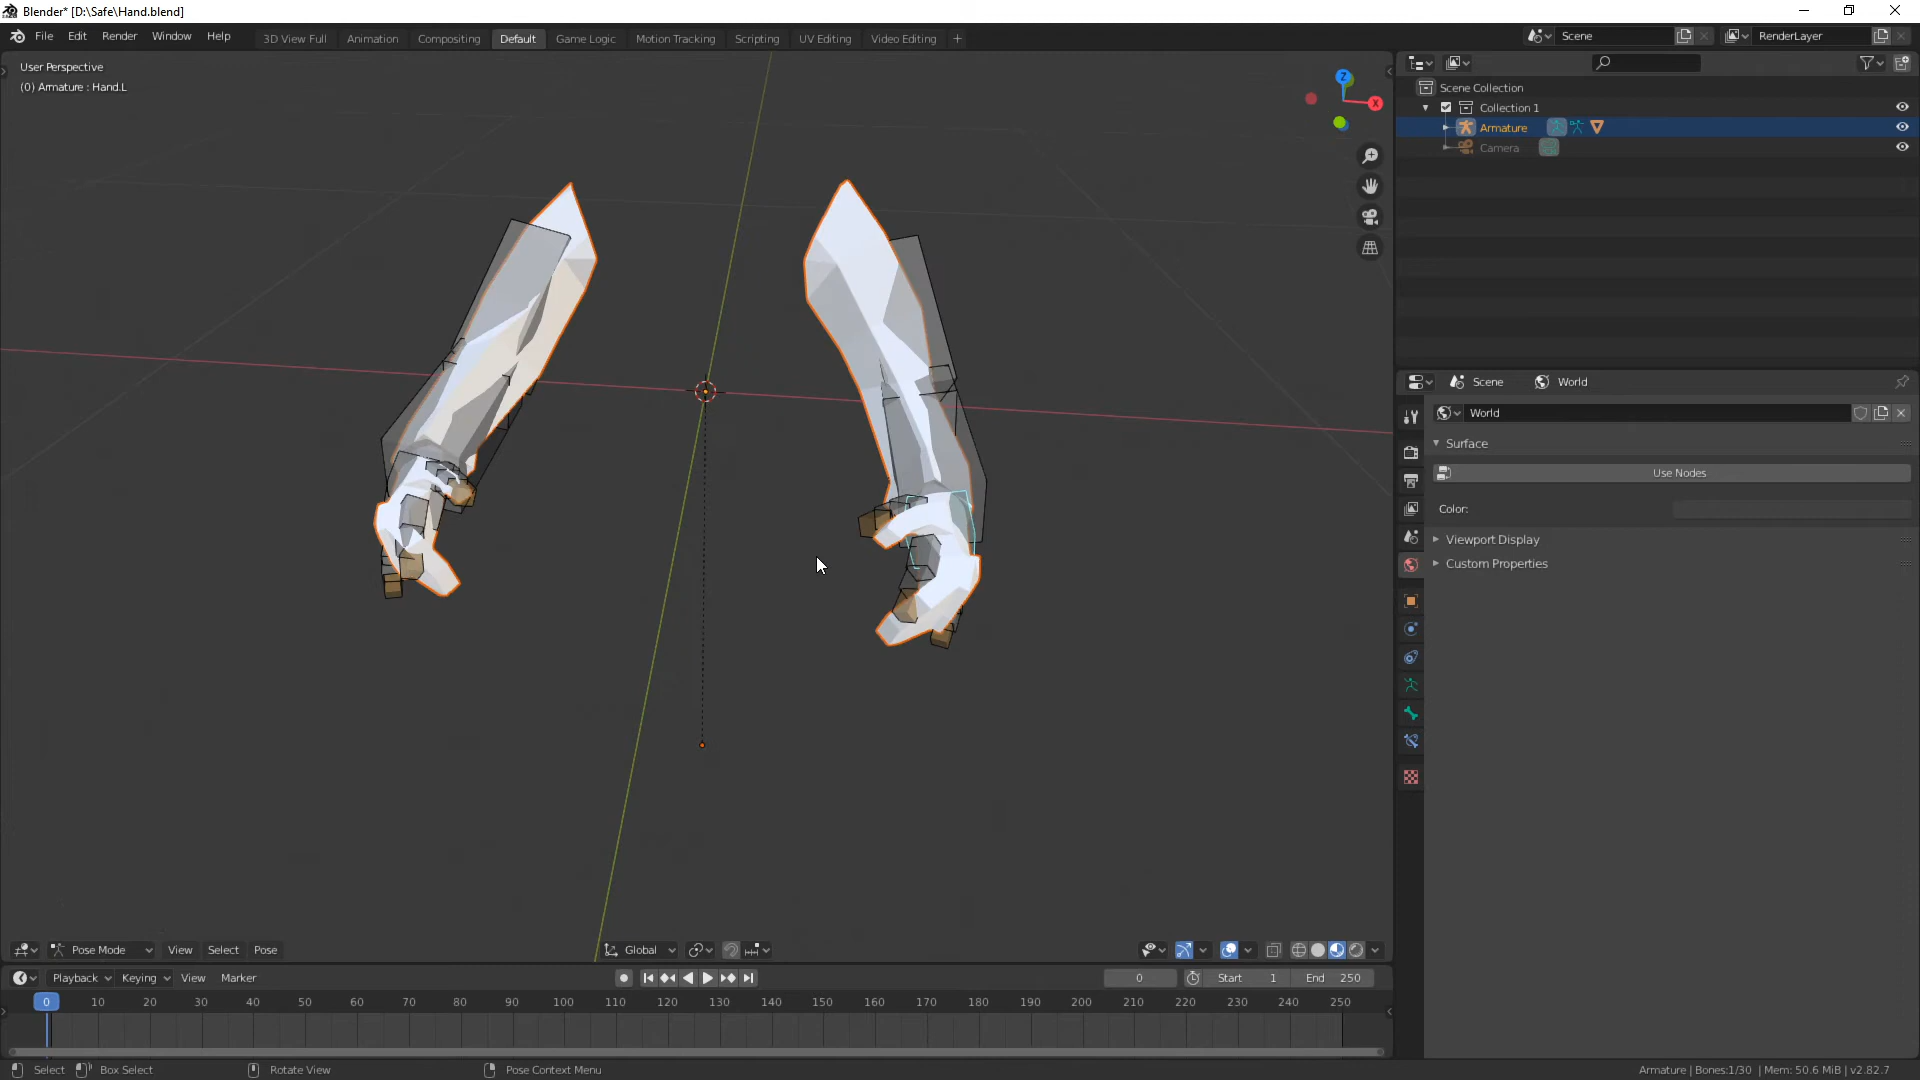 Blender* [D:\Safe\Hand.blend]
File Edit Render Window Help
3D View Full Animation Compositing Default Game Logic Motion Tracking Scripting UV Editing Video Editing +
Scene
RenderLayer
User Perspective
(0) Armature : Hand.L
Z
X
Scene Collection
Collection 1
Armature
Camera
Scene World
World
Surface
Use Nodes
Color:
Viewport Display
Custom Properties
Pose Mode View Select Pose
Global
Playback Keying View Marker
0
Start 1
End 250
0 10 20 30 40 50 60 70 80 90 100 110 120 130 140 150 160 170 180 190 200 210 220 230 240 250
Select Box Select Rotate View Pose Context Menu
Armature | Bones:1/30 | Mem: 50.6 MiB | v2.82.7